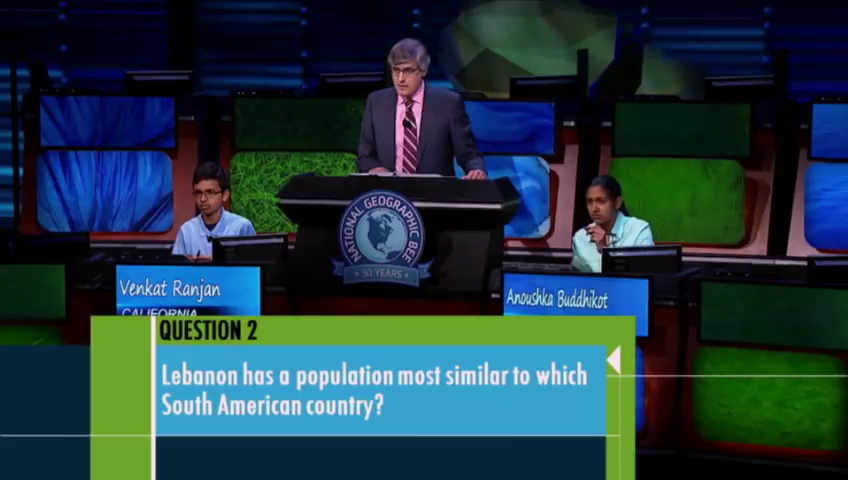 NATIONAL GEOGRAPHIC BEE
30 YEARS
Venkat Ranjan
CALIFORNIA
Anoushka Buddhikot
QUESTION 2
Lebanon has a population most similar to which
South American country?